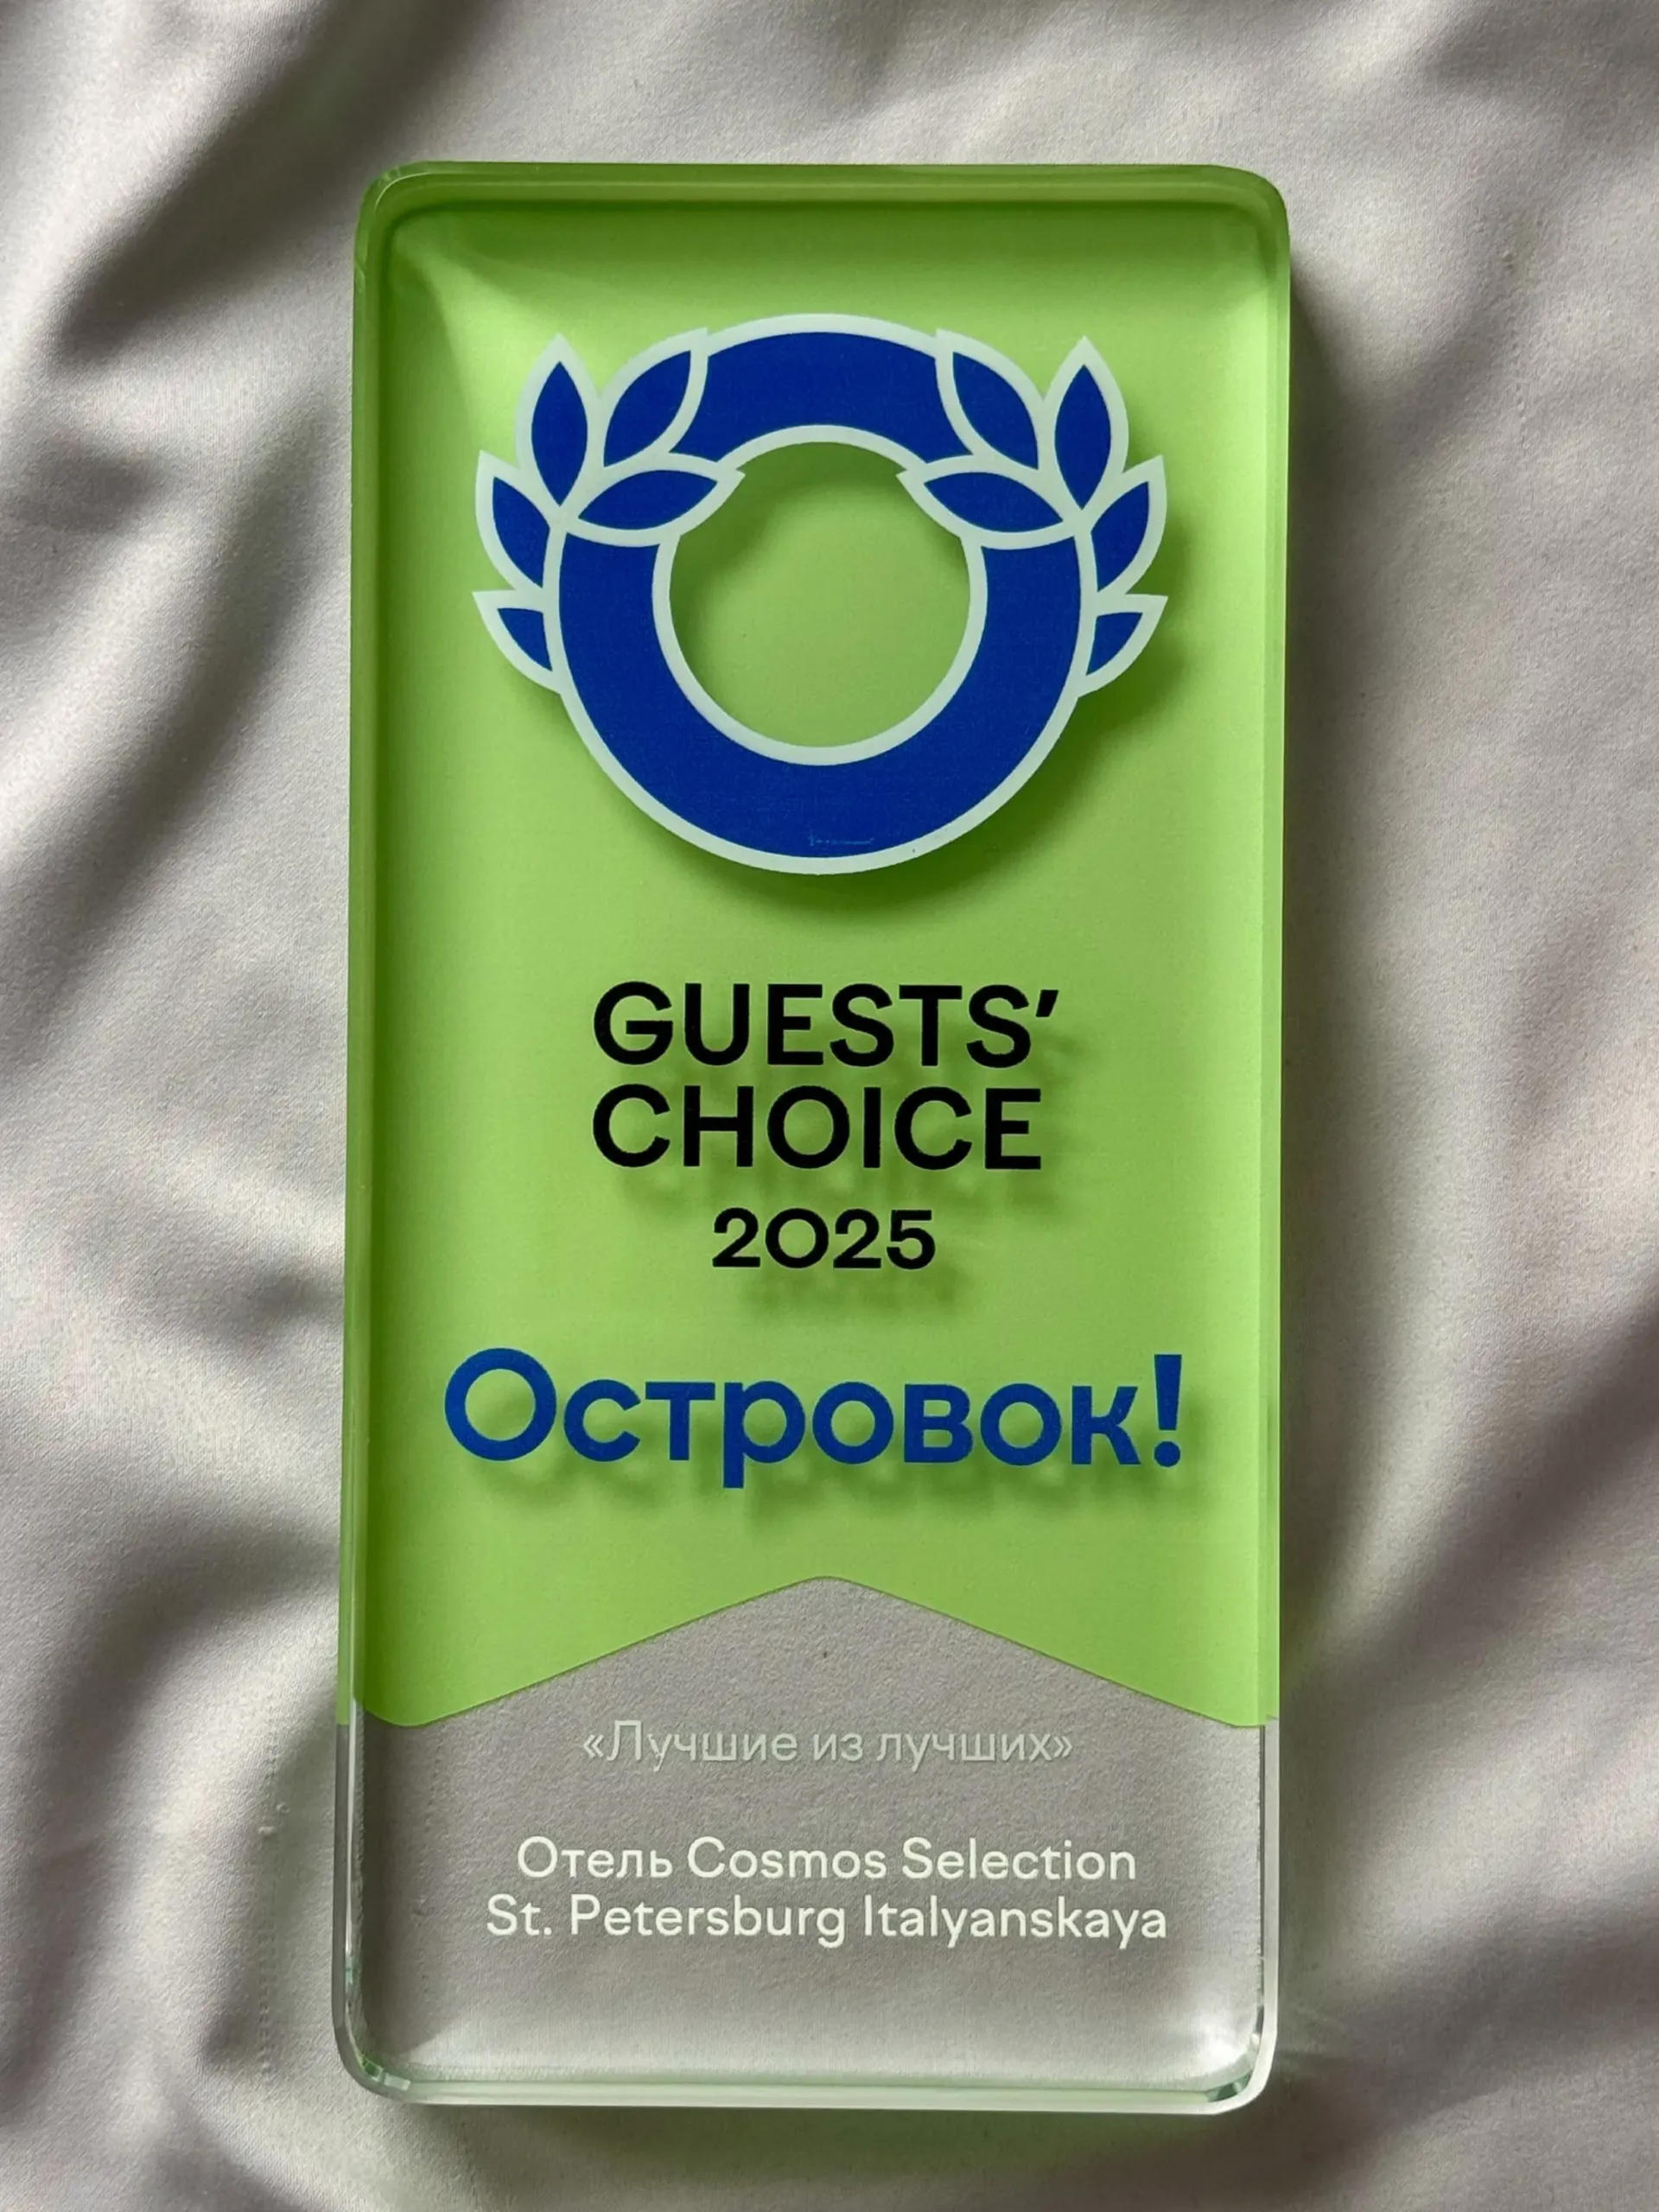 GUESTS’
CHOICE
2025
Островок!
«Лучшие из лучших»
Отель Cosmos Selection
St. Petersburg Italyanskaya